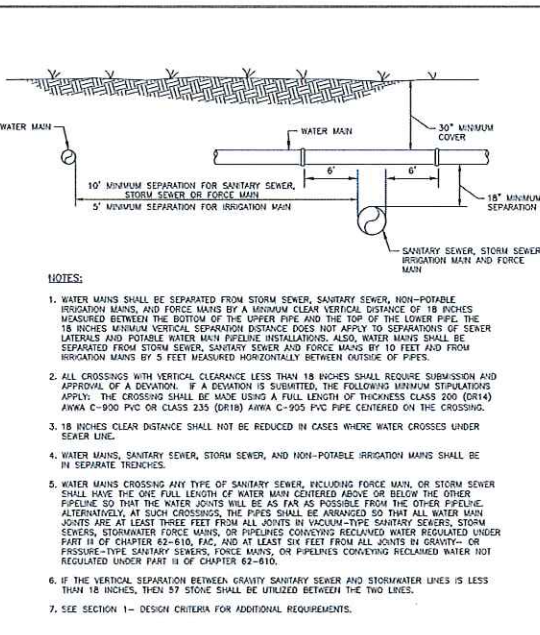 WATER MAIN
WATER MAIN
30" MINIMUM
COVER
6'
6'
10' MINIMUM SEPARATION FOR SANITARY SEWER,
STORM SEWER OR FORCE MAIN
5' MINIMUM SEPARATION FOR IRRIGATION MAIN
18" MINIMUM
SEPARATION
SANITARY SEWER, STORM SEWER
IRRIGATION MAIN AND FORCE
MAIN
NOTES:
1. WATER MAINS SHALL BE SEPARATED FROM STORM SEWER, SANITARY SEWER, NON-POTABLE
IRRIGATION MAINS, AND FORCE MAINS BY A MINIMUM CLEAR VERTICAL DISTANCE OF 18 INCHES
MEASURED BETWEEN THE BOTTOM OF THE UPPER PIPE AND THE TOP OF THE LOWER PIPE. THE
18 INCHES MINIMUM VERTICAL SEPARATION DISTANCE DOES NOT APPLY TO SEPARATIONS OF SEWER
LATERALS AND POTABLE WATER MAIN PIPELINE INSTALLATIONS. ALSO, WATER MAINS SHALL BE
SEPARATED FROM STORM SEWER, SANITARY SEWER AND FORCE MAINS BY 10 FEET AND FROM
IRRIGATION MAINS BY 5 FEET MEASURED HORIZONTALLY BETWEEN OUTSIDE OF PIPES.
2. ALL CROSSINGS WITH VERTICAL CLEARANCE LESS THAN 18 INCHES SHALL REQUIRE SUBMISSION AND
APPROVAL OF A DEVIATION. IF A DEVIATION IS SUBMITTED, THE FOLLOWING MINIMUM STIPULATIONS
APPLY: THE CROSSING SHALL BE MADE USING A FULL LENGTH OF THICKNESS CLASS 200 (DR14)
AWWA C-900 PVC OR CLASS 235 (DR18) AWWA C-905 PVC PIPE CENTERED ON THE CROSSING.
3. 18 INCHES CLEAR DISTANCE SHALL NOT BE REDUCED IN CASES WHERE WATER CROSSES UNDER
SEWER LINE.
4. WATER MAINS, SANITARY SEWER, STORM SEWER, AND NON-POTABLE IRRIGATION MAINS SHALL BE
IN SEPARATE TRENCHES.
5. WATER MAINS CROSSING ANY TYPE OF SANITARY SEWER, INCLUDING FORCE MAIN, OR STORM SEWER
SHALL HAVE THE ONE FULL LENGTH OF WATER MAIN CENTERED ABOVE OR BELOW THE OTHER
PIPELINE SO THAT THE WATER JOINTS WILL BE AS FAR AS POSSIBLE FROM THE OTHER PIPELINE.
ALTERNATIVELY, AT SUCH CROSSINGS, THE PIPES SHALL BE ARRANGED SO THAT ALL WATER MAIN
JOINTS ARE AT LEAST THREE FEET FROM ALL JOINTS IN VACUUM-TYPE SANITARY SEWERS, STORM
SEWERS, STORMWATER FORCE MAINS, OR PIPELINES CONVEYING RECLAIMED WATER REGULATED UNDER
PART III OF CHAPTER 62-610, FAC, AND AT LEAST SIX FEET FROM ALL JOINTS IN GRAVITY- OR
PRSSURE-TYPE SANITARY SEWERS, FORCE MAINS, OR PIPELINES CONVEYING RECLAIMED WATER NOT
REGULATED UNDER PART III OF CHAPTER 62-610.
6. IF THE VERTICAL SEPARATION BETWEEN GRAVITY SANITARY SEWER AND STORMWATER LINES IS LESS
THAN 18 INCHES, THEN 57 STONE SHALL BE UTILIZED BETWEEN THE TWO LINES.
7. SEE SECTION 1- DESIGN CRITERIA FOR ADDITIONAL REQUIREMENTS.